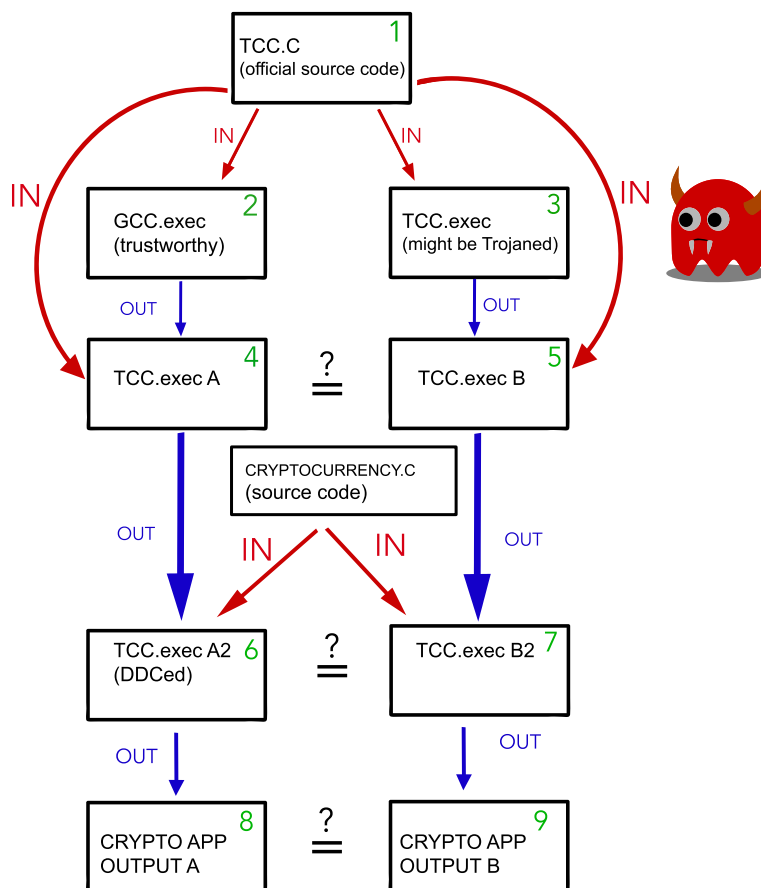 1
TCC.C
(official source code)
IN
IN
IN
IN
2
GCC.exec
(trustworthy)
3
TCC.exec
(might be Trojaned)
OUT
OUT
4
TCC.exec A
?
=
5
TCC.exec B
CRYPTOCURRENCY.C
(source code)
OUT
IN
IN
OUT
6
TCC.exec A2
(DDCed)
?
=
7
TCC.exec B2
OUT
OUT
8
CRYPTO APP
OUTPUT A
?
=
9
CRYPTO APP
OUTPUT B